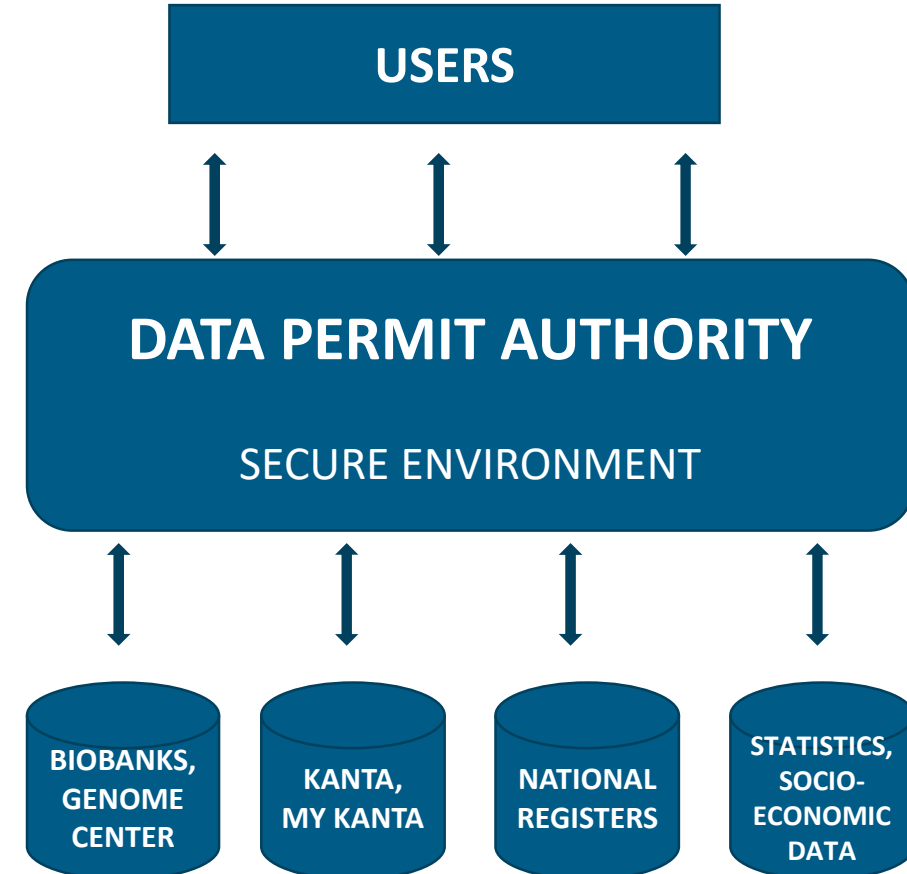 USERS
DATA PERMIT AUTHORITY
SECURE ENVIRONMENT
BIOBANKS,
GENOME
CENTER
KANTA,
MY KANTA
NATIONAL
REGISTERS
STATISTICS,
SOCIO-
ECONOMIC
DATA